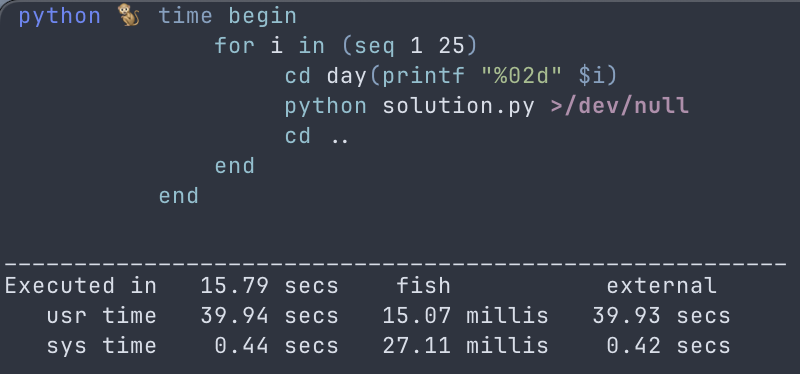 python 🐒 time begin
for i in (seq 1 25)
cd day(printf "%02d" $i)
python solution.py >/dev/null
cd ..
end
end
________________________________________________________
Executed in 15.79 secs fish external
usr time 39.94 secs 15.07 millis 39.93 secs
sys time 0.44 secs 27.11 millis 0.42 secs